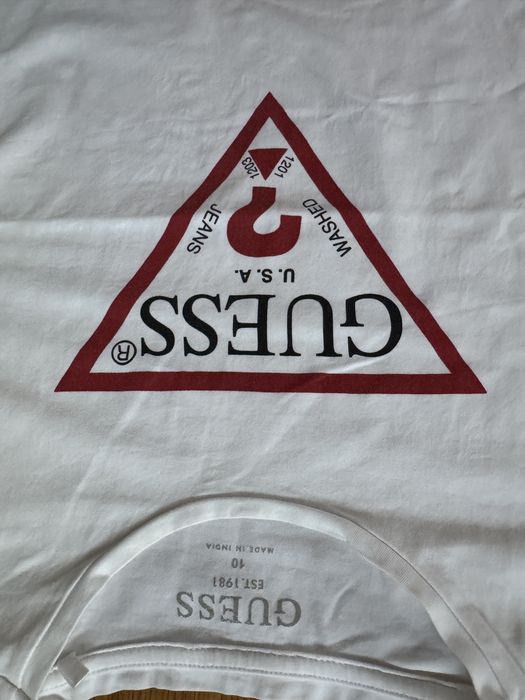 GUESS
EST.1981
10
MADE IN INDIA
GUESS®
U.S.A.
?
WASHED JEANS
1201 1203